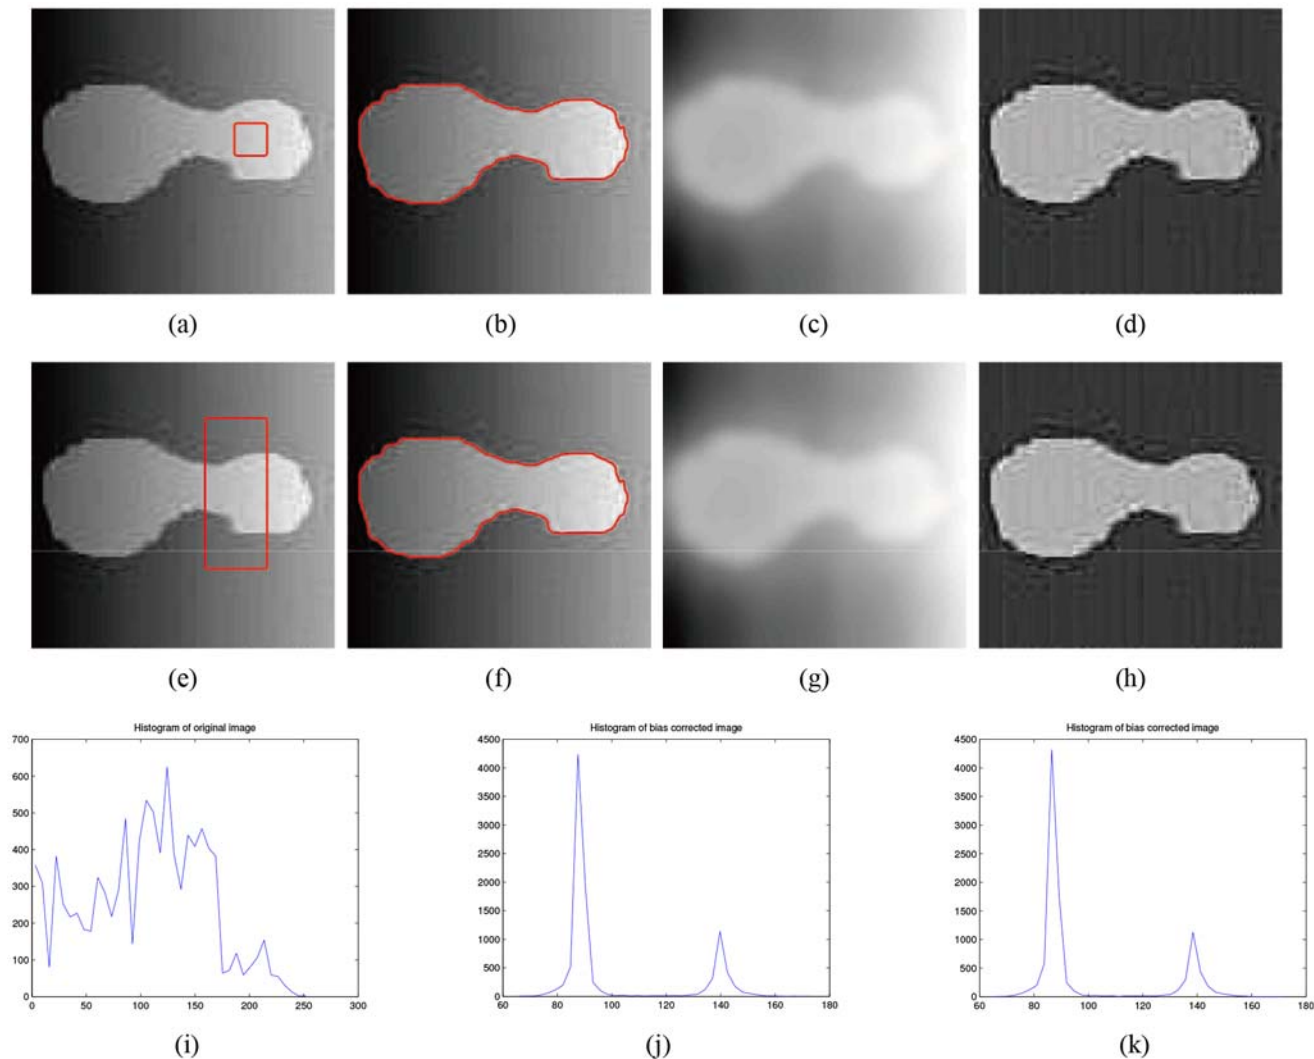 (a) (b) (c) (d)
(e) (f) (g) (h)
Histogram of original image
700
600
500
400
300
200
100
0
0 50 100 150 200 250 300
(i)
Histogram of bias corrected image
4500
4000
3500
3000
2500
2000
1500
1000
500
0
60 80 100 120 140 160 180
(j)
Histogram of bias corrected image
4500
4000
3500
3000
2500
2000
1500
1000
500
0
60 80 100 120 140 160 180
(k)